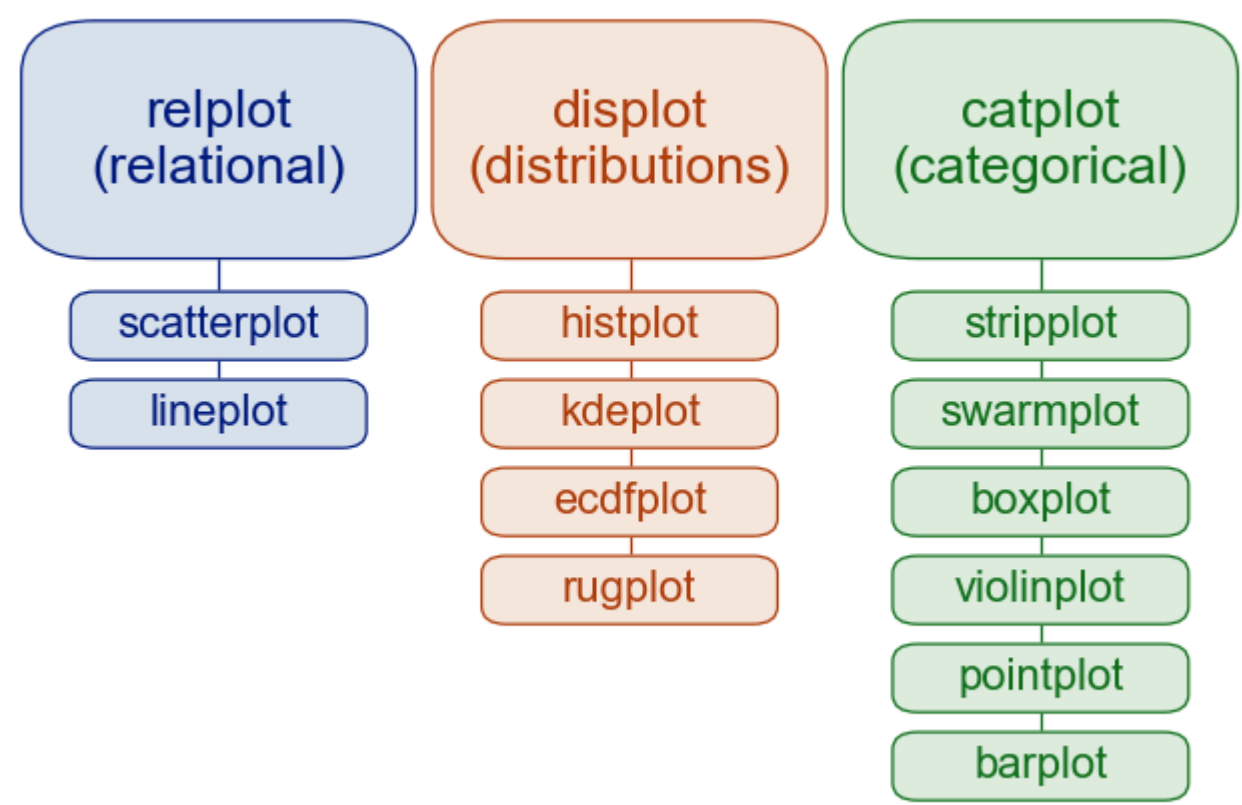 relplot
(relational)
scatterplot
lineplot
displot
(distributions)
histplot
kdeplot
ecdfplot
rugplot
catplot
(categorical)
stripplot
swarmplot
boxplot
violinplot
pointplot
barplot